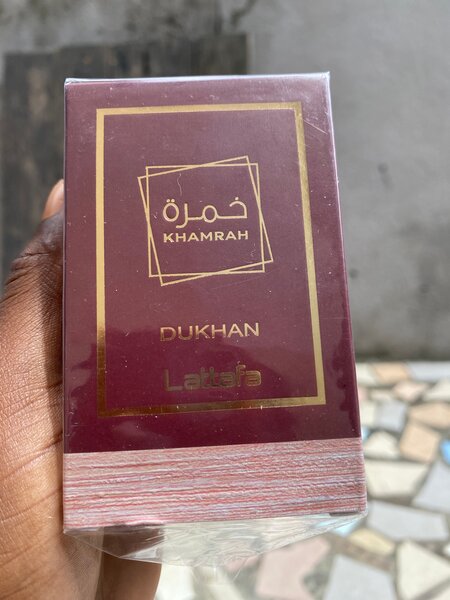 خمرة
KHAMRAH
DUKHAN
Lattafa